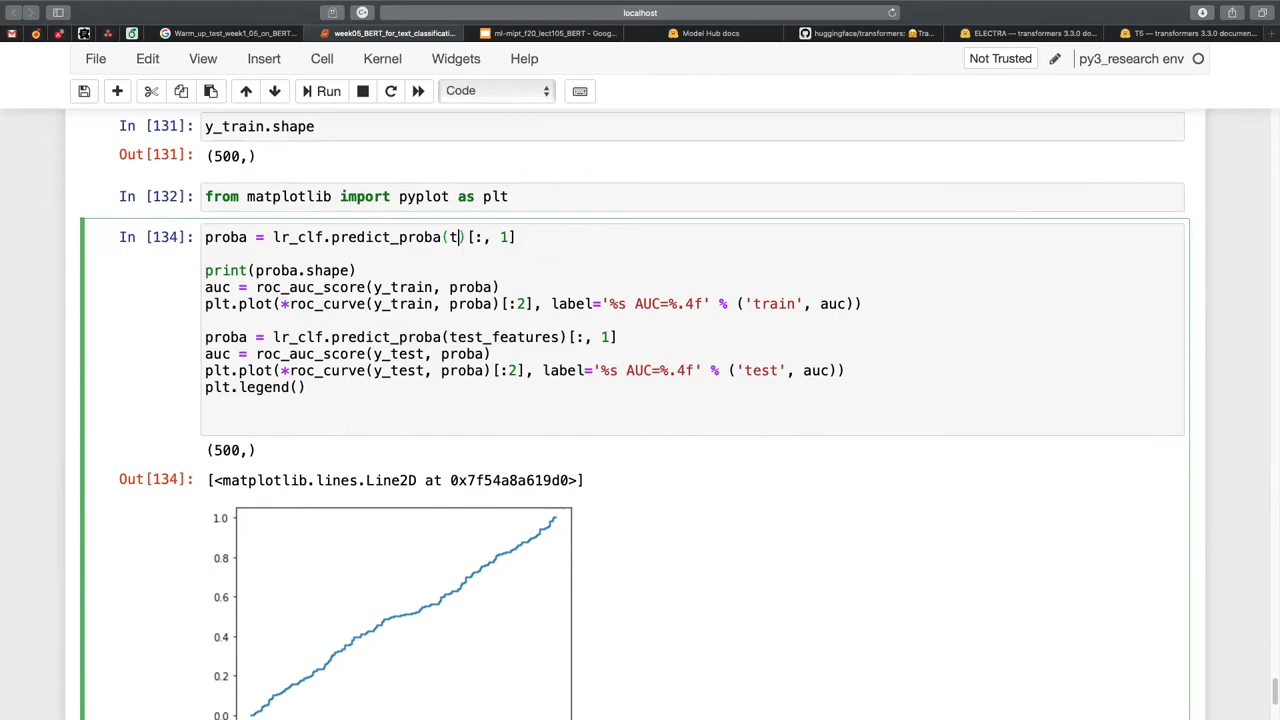 localhost
Warm_up_test_week1_05_on_BERT...
week05_BERT_for_text_classificati...
ml-mipt_f20_lect105_BERT - Goog...
Model Hub docs
huggingface/transformers: 🤗Tra...
ELECTRA — transformers 3.3.0 doc...
T5 — transformers 3.3.0 document...
File Edit View Insert Cell Kernel Widgets Help
Not Trusted
py3_research env
Run
Code
In [131]: y_train.shape
Out[131]: (500,)
In [132]: from matplotlib import pyplot as plt
In [134]: proba = lr_clf.predict_proba(t)[:, 1]
print(proba.shape)
auc = roc_auc_score(y_train, proba)
plt.plot(*roc_curve(y_train, proba)[:2], label='%s AUC=%.4f' % ('train', auc))
proba = lr_clf.predict_proba(test_features)[:, 1]
auc = roc_auc_score(y_test, proba)
plt.plot(*roc_curve(y_test, proba)[:2], label='%s AUC=%.4f' % ('test', auc))
plt.legend()
(500,)
Out[134]: [<matplotlib.lines.Line2D at 0x7f54a8a619d0>]
1.0
0.8
0.6
0.4
0.2
0.0